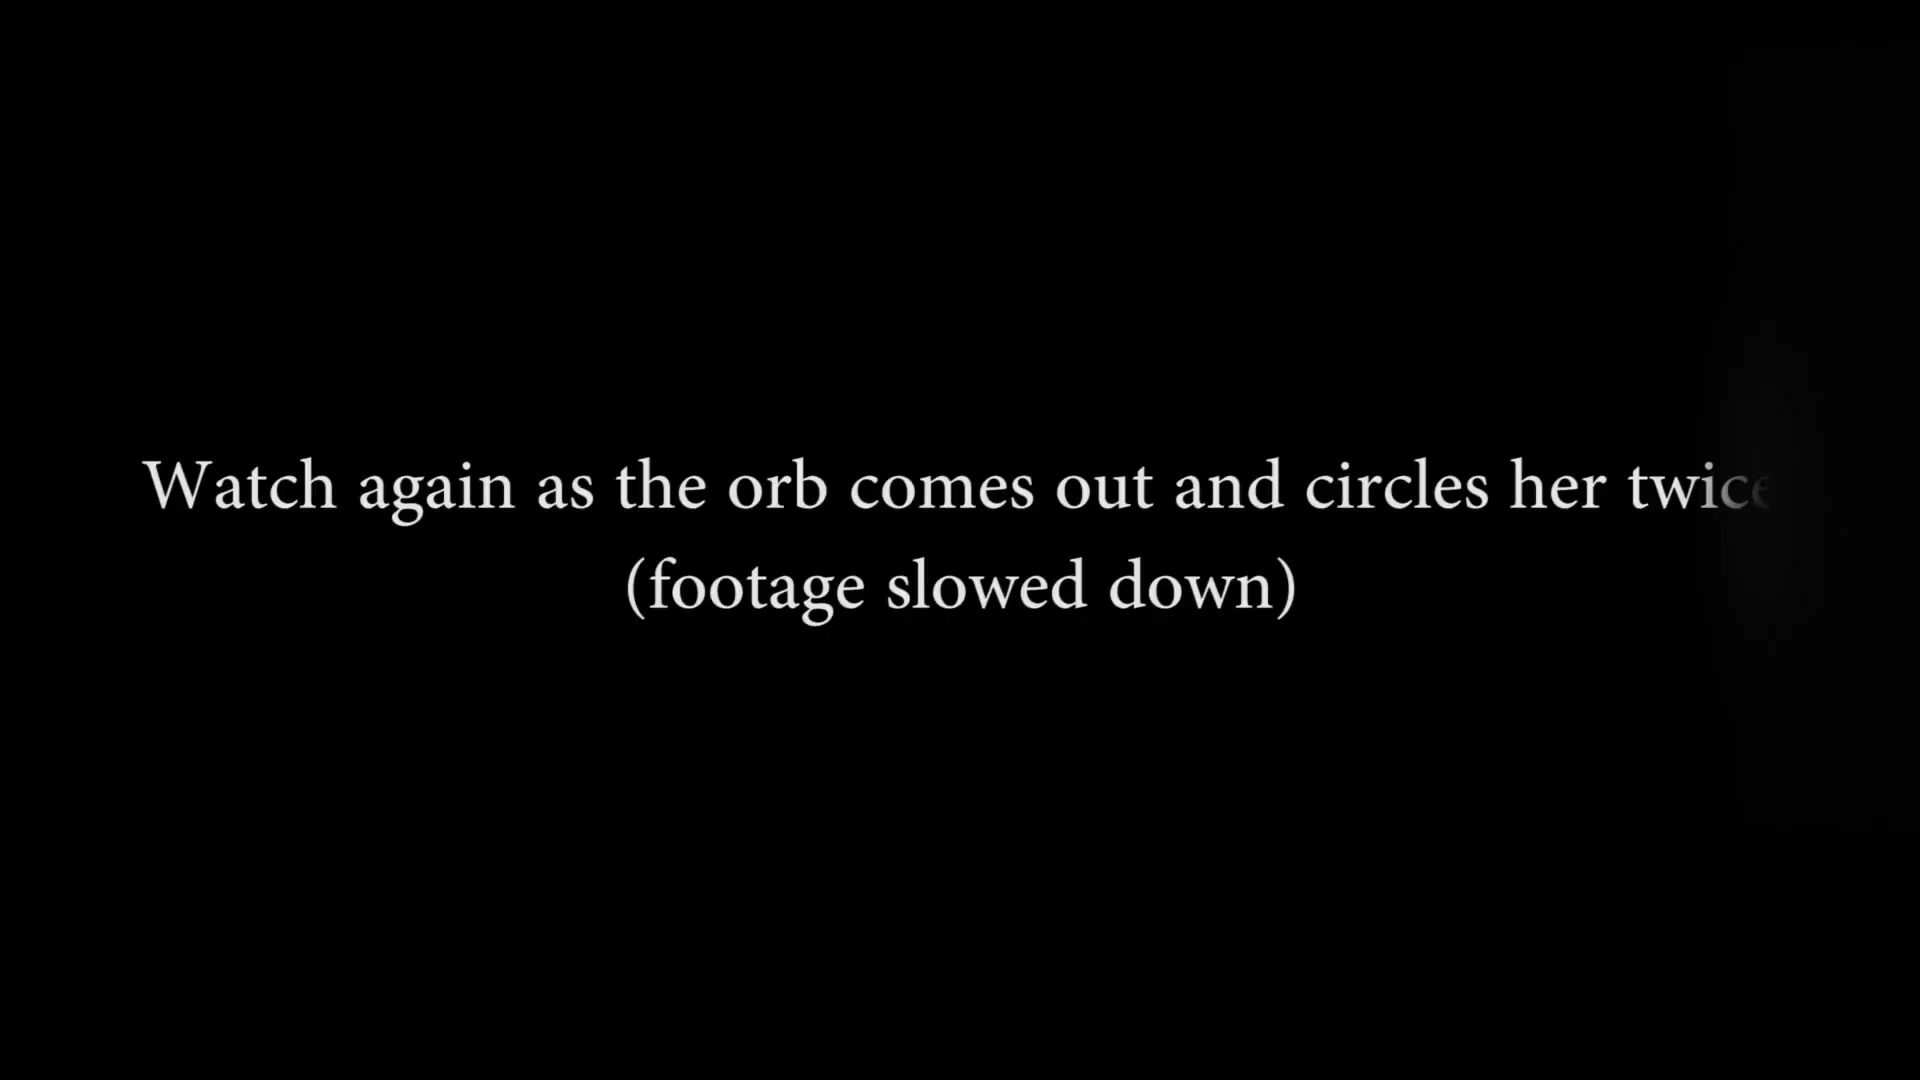 Watch again as the orb comes out and circles her twice
(footage slowed down)